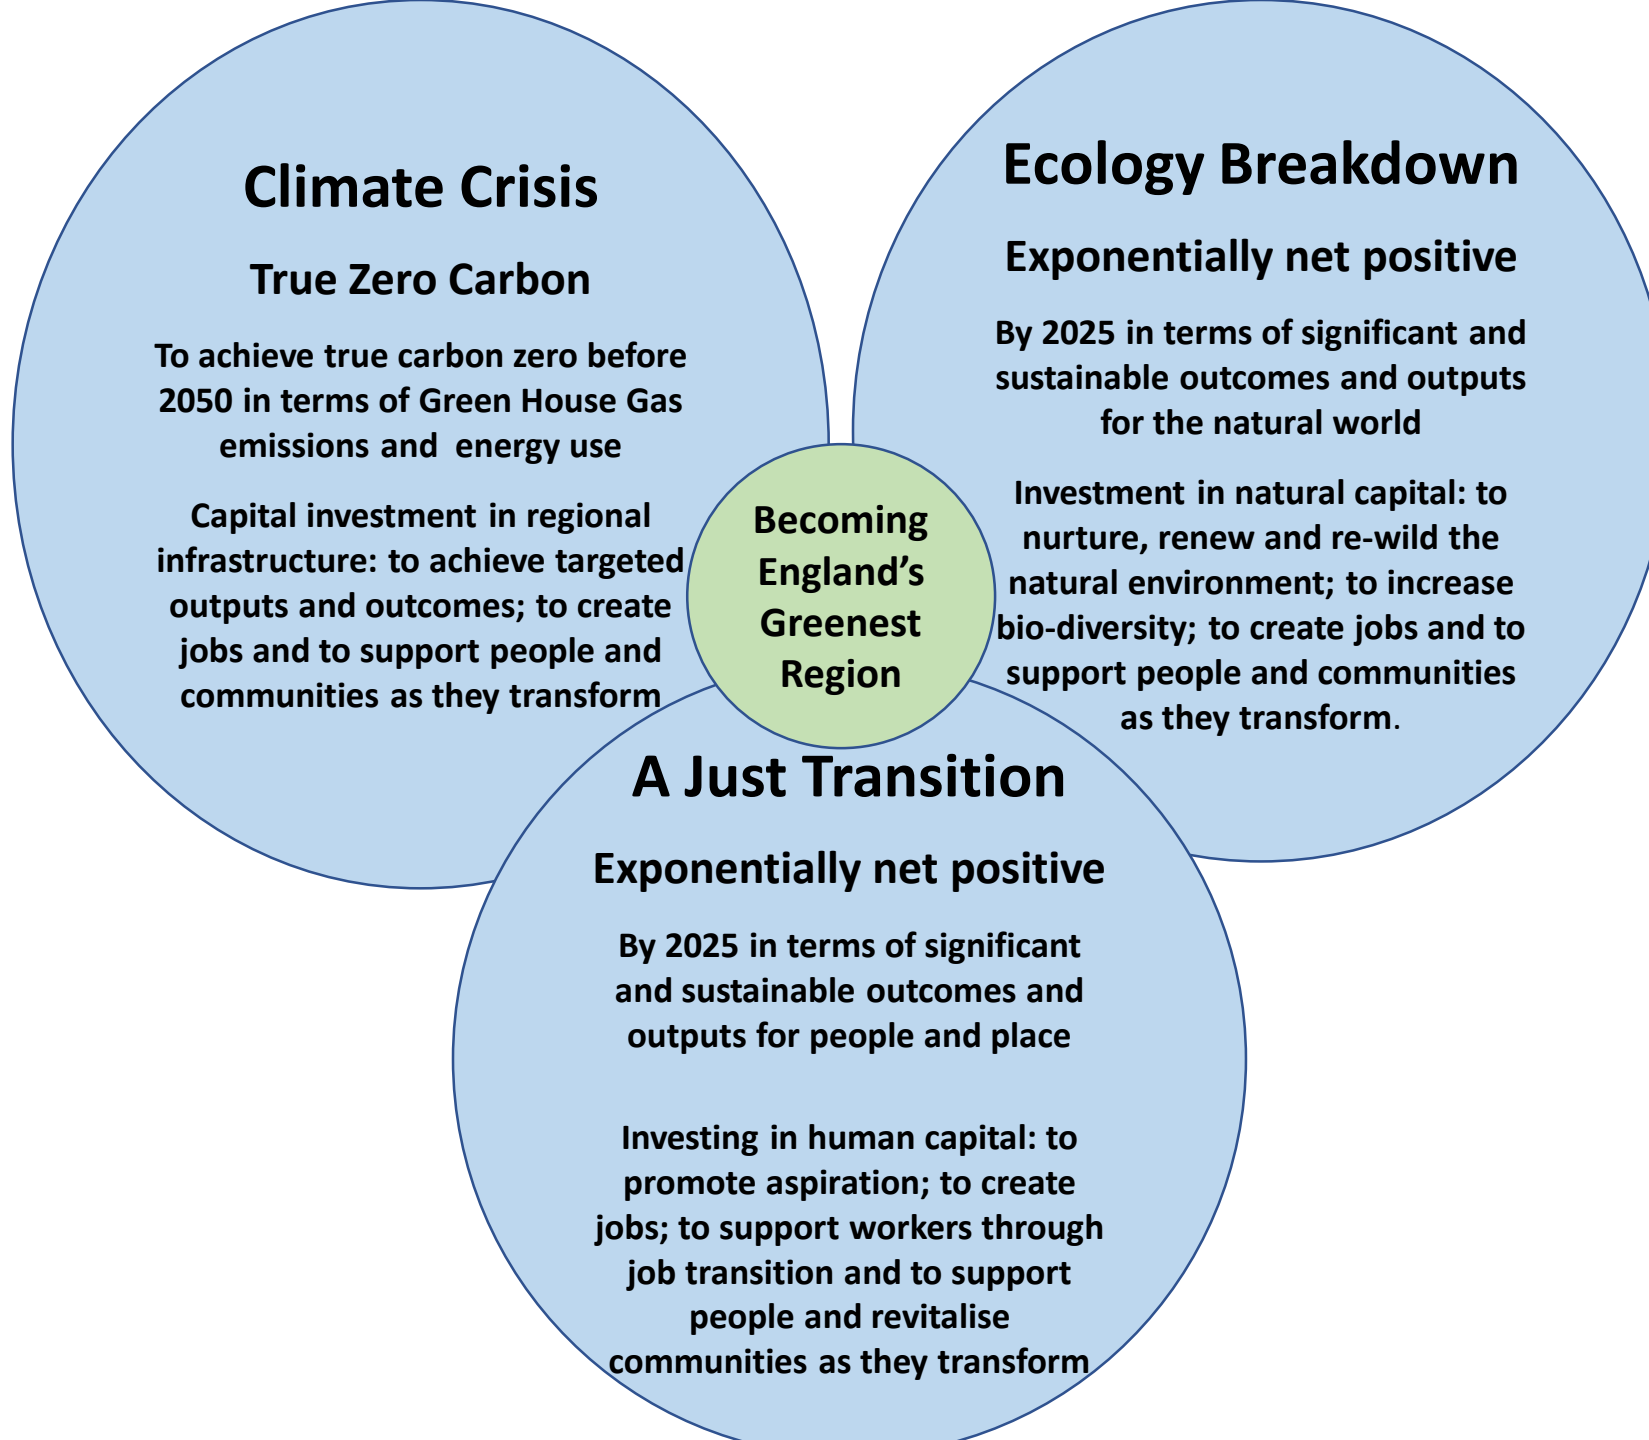 Climate Crisis
True Zero Carbon
To achieve true carbon zero before
2050 in terms of Green House Gas
emissions and energy use
Capital investment in regional
infrastructure: to achieve targeted
outputs and outcomes; to create
jobs and to support people and
communities as they transform
Ecology Breakdown
Exponentially net positive
By 2025 in terms of significant and
sustainable outcomes and outputs
for the natural world
Investment in natural capital: to
nurture, renew and re-wild the
natural environment; to increase
bio-diversity; to create jobs and to
support people and communities
as they transform.
Becoming
England’s
Greenest
Region
A Just Transition
Exponentially net positive
By 2025 in terms of significant
and sustainable outcomes and
outputs for people and place
Investing in human capital: to
promote aspiration; to create
jobs; to support workers through
job transition and to support
people and revitalise
communities as they transform